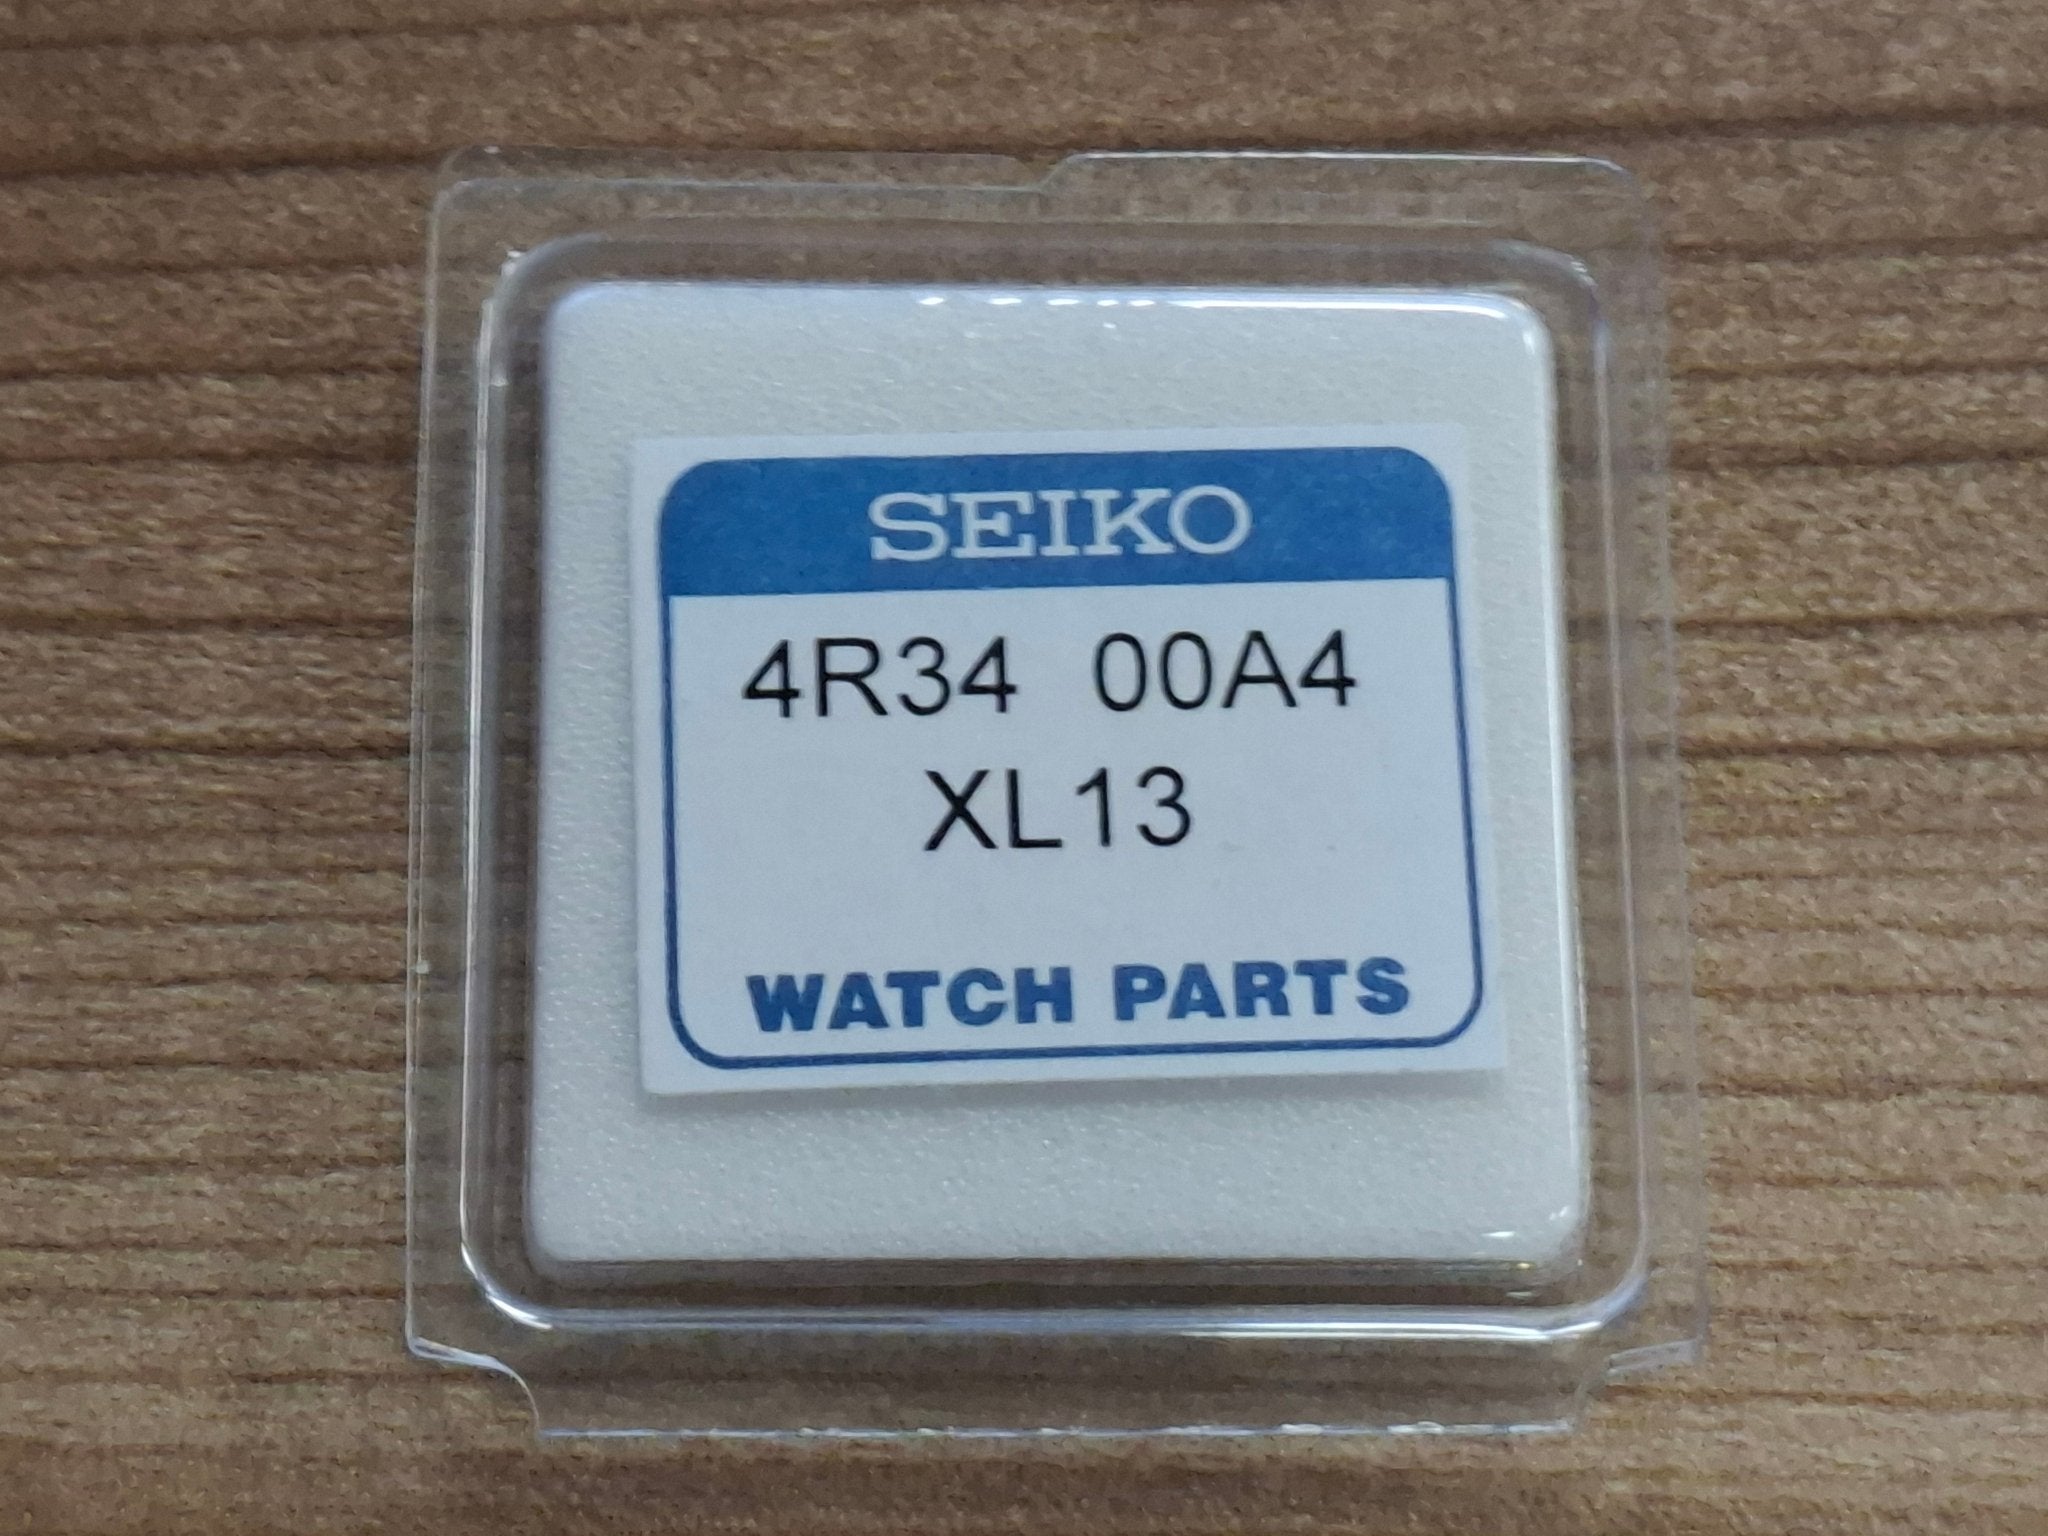 SEIKO
4R34 00A4
XL13
WATCH PARTS